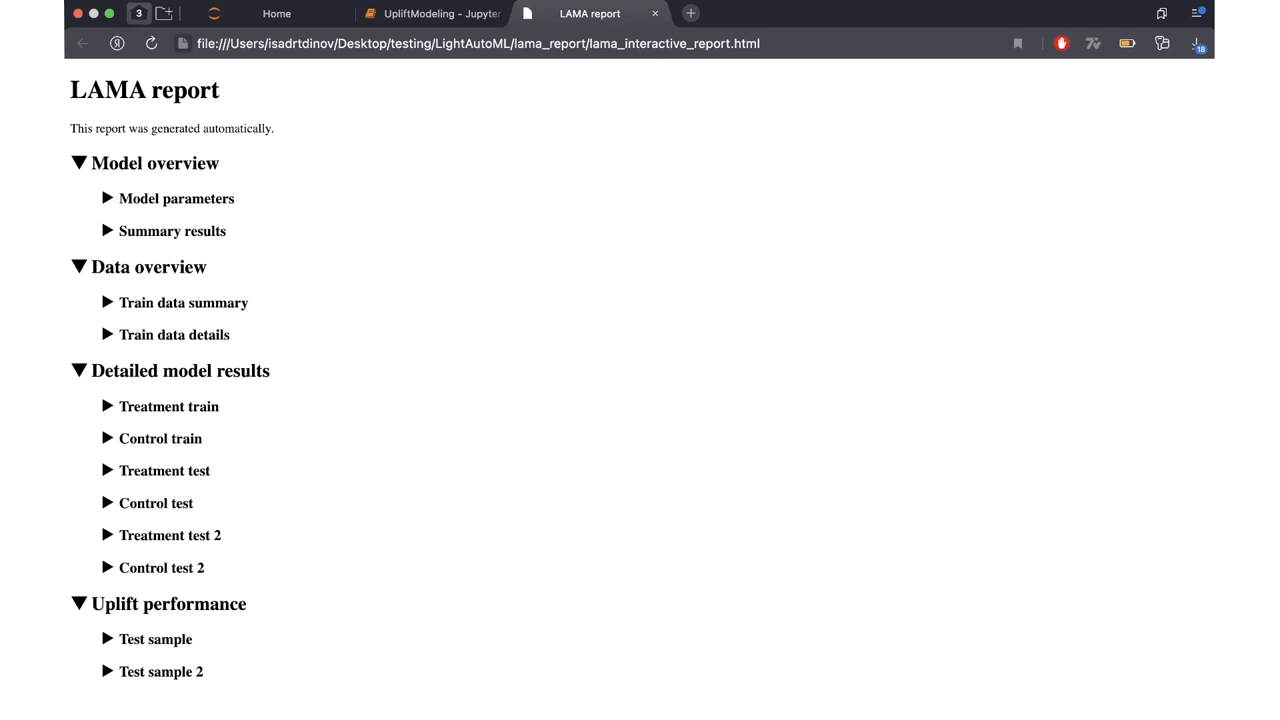 3
Home
UpliftModeling - Jupyter
LAMA report
file:///Users/isadrtdinov/Desktop/testing/LightAutoML/lama_report/lama_interactive_report.html
18
LAMA report
This report was generated automatically.
Model overview
Model parameters
Summary results
Data overview
Train data summary
Train data details
Detailed model results
Treatment train
Control train
Treatment test
Control test
Treatment test 2
Control test 2
Uplift performance
Test sample
Test sample 2